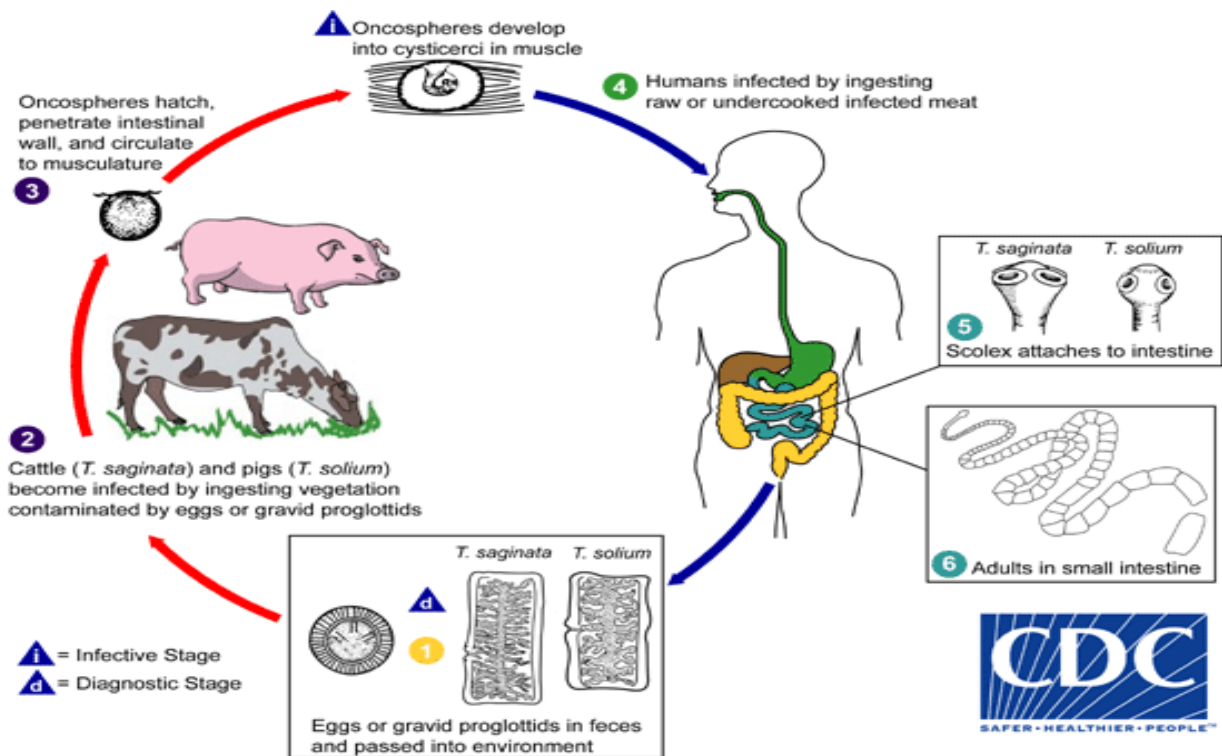 i Oncospheres develop
into cysticerci in muscle
4 Humans infected by ingesting
raw or undercooked infected meat
Oncospheres hatch,
penetrate intestinal
wall, and circulate
to musculature
3
T. saginata T. solium
5
Scolex attaches to intestine
2
Cattle (T. saginata) and pigs (T. solium)
become infected by ingesting vegetation
contaminated by eggs or gravid proglottids
6 Adults in small intestine
T. saginata T. solium
d
1
Eggs or gravid proglottids in feces
and passed into environment
i = Infective Stage
d = Diagnostic Stage
CDC
SAFER • HEALTHIER • PEOPLE™